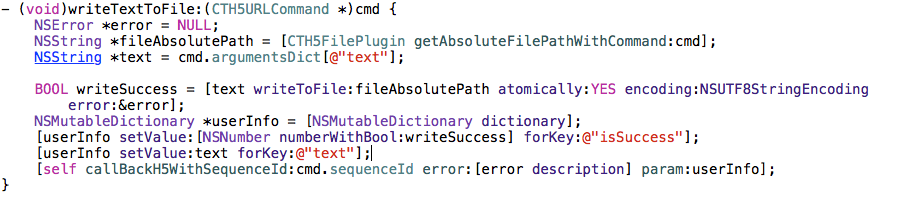 - (void)writeTextToFile:(CTH5URLCommand *)cmd {
    NSError *error = NULL;
    NSString *fileAbsolutePath = [CTH5FilePlugin getAbsoluteFilePathWithCommand:cmd];
    NSString *text = cmd.argumentsDict[@"text"];

    BOOL writeSuccess = [text writeToFile:fileAbsolutePath atomically:YES encoding:NSUTF8StringEncoding
        error:&error];
    NSMutableDictionary *userInfo = [NSMutableDictionary dictionary];
    [userInfo setValue:[NSNumber numberWithBool:writeSuccess] forKey:@"isSuccess"];
    [userInfo setValue:text forKey:@"text"];
    [self callBackH5WithSequenceId:cmd.sequenceId error:[error description] param:userInfo];
}